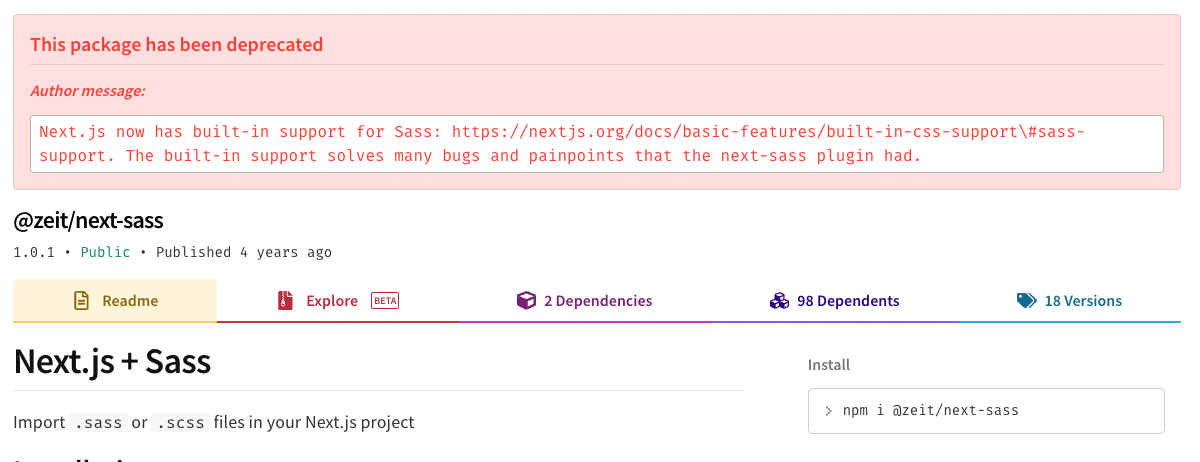 This package has been deprecated
Author message:
Next.js now has built-in support for Sass: https://nextjs.org/docs/basic-features/built-in-css-support\#sass-
support. The built-in support solves many bugs and painpoints that the next-sass plugin had.
@zeit/next-sass
1.0.1 • Public • Published 4 years ago
Readme
Explore BETA
2 Dependencies
98 Dependents
18 Versions
Next.js + Sass
Import .sass or .scss files in your Next.js project
Install
> npm i @zeit/next-sass